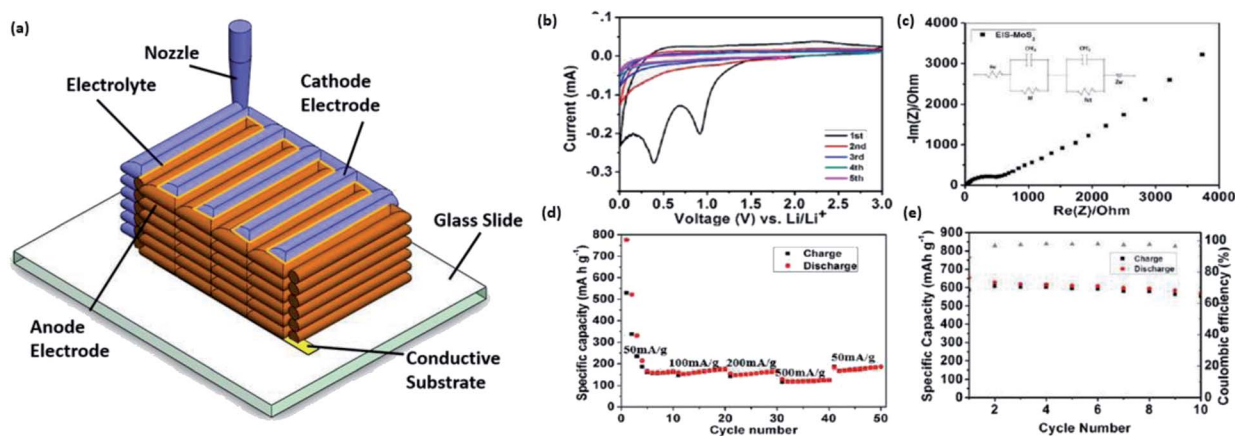 (a)
Nozzle
Electrolyte
Cathode
Electrode
Glass Slide
Anode
Electrode
Conductive
Substrate
(b)
Current (mA)
0.1
0.0
-0.1
-0.2
-0.3
1st
2nd
3rd
4th
5th
0.0 0.5 1.0 1.5 2.0 2.5 3.0
Voltage (V) vs. Li/Li+
(c)
-Im(Z)/Ohm
4000
3000
2000
1000
0
EIS-MoS
0 1000 2000 3000 4000
Re(Z)/Ohm
(d)
Specific capacity (mA h g-1)
800
700
600
500
400
300
200
100
0
Charge
Discharge
50mA/g 100mA/g 200mA/g 500mA/g 50mA/g
0 10 20 30 40 50
Cycle number
(e)
Specific Capacity (mAh g-1)
900
800
700
600
500
400
300
200
100
0
Charge
Discharge
100
80
60
40
20
0
Coulombic efficiency (%)
2 4 6 8 10
Cycle Number